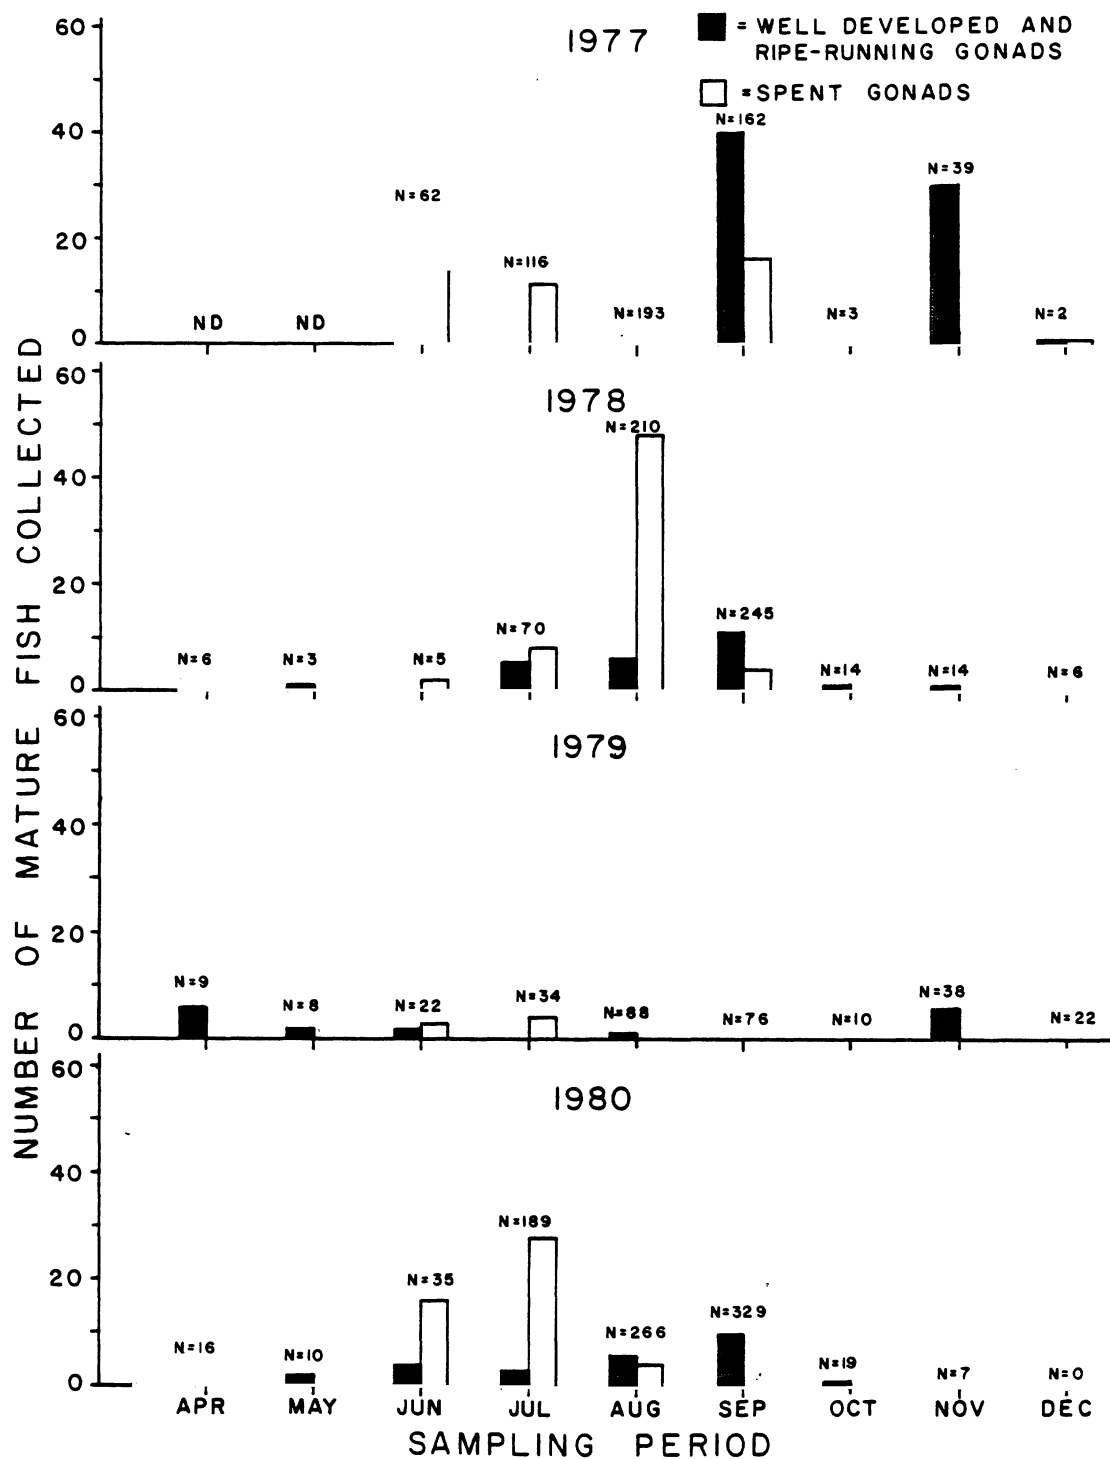 NUMBER OF MATURE FISH COLLECTED
1977
■ = WELL DEVELOPED AND
RIPE-RUNNING GONADS
□ = SPENT GONADS
60
40
20
0
ND
ND
N=62
N=116
N=193
N=162
N=3
N=39
N=2
1978
60
40
20
0
N=6
N=3
N=5
N=70
N=210
N=245
N=14
N=14
N=6
1979
60
40
20
0
N=9
N=8
N=22
N=34
N=88
N=76
N=10
N=38
N=22
1980
60
40
20
0
N=16
N=10
N=35
N=189
N=266
N=329
N=19
N=7
N=0
APR MAY JUN JUL AUG SEP OCT NOV DEC
SAMPLING PERIOD